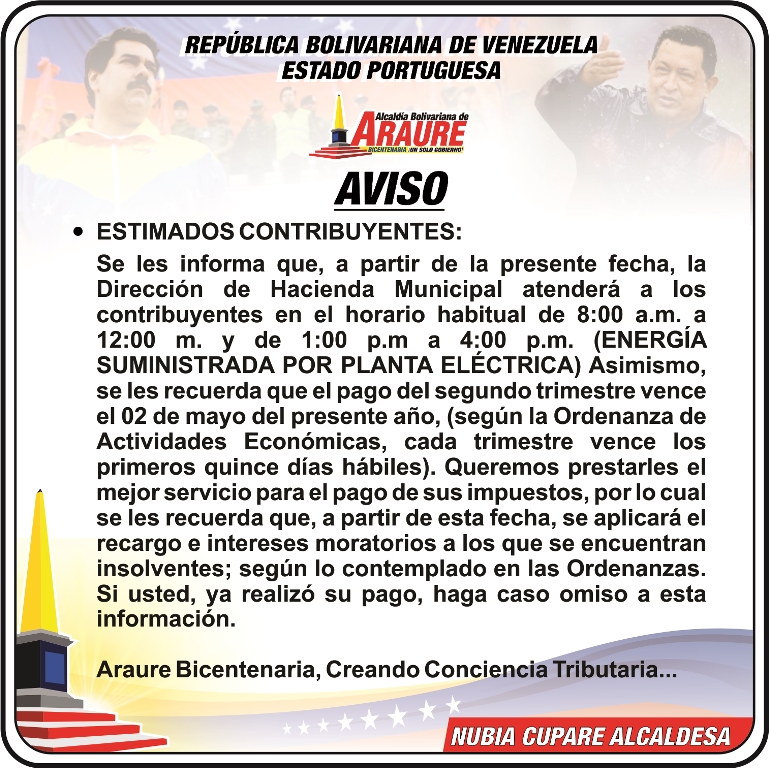 REPÚBLICA BOLIVARIANA DE VENEZUELA
ESTADO PORTUGUESA
Alcaldía Bolivariana de
ARAURE
BICENTENARIA ¡UN SOLO GOBIERNO!
AVISO
• ESTIMADOS CONTRIBUYENTES:
Se les informa que, a partir de la presente fecha, la
Dirección de Hacienda Municipal atenderá a los
contribuyentes en el horario habitual de 8:00 a.m. a
12:00 m. y de 1:00 p.m a 4:00 p.m. (ENERGÍA
SUMINISTRADA POR PLANTA ELÉCTRICA) Asimismo,
se les recuerda que el pago del segundo trimestre vence
el 02 de mayo del presente año, (según la Ordenanza de
Actividades Económicas, cada trimestre vence los
primeros quince días hábiles). Queremos prestarles el
mejor servicio para el pago de sus impuestos, por lo cual
se les recuerda que, a partir de esta fecha, se aplicará el
recargo e intereses moratorios a los que se encuentran
insolventes; según lo contemplado en las Ordenanzas.
Si usted, ya realizó su pago, haga caso omiso a esta
información.
Araure Bicentenaria, Creando Conciencia Tributaria...
NUBIA CUPARE ALCALDESA